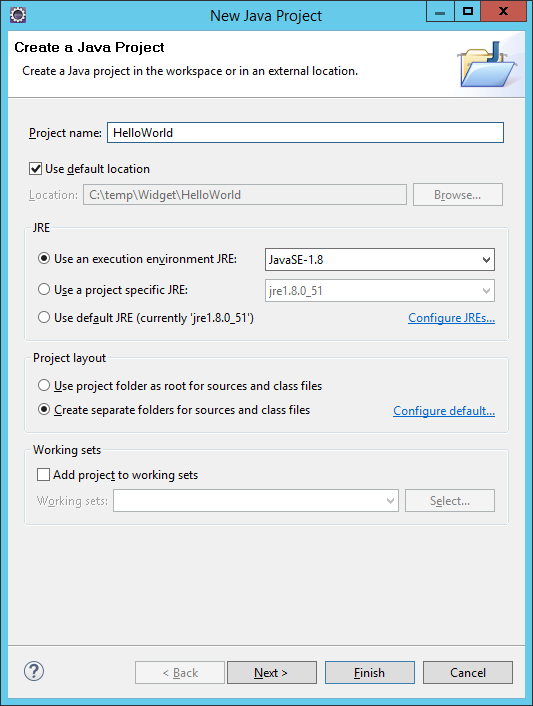 New Java Project
Create a Java Project
Create a Java project in the workspace or in an external location.
Project name: HelloWorld
Use default location
Location: C:\temp\Widget\HelloWorld Browse...
JRE
Use an execution environment JRE: JavaSE-1.8
Use a project specific JRE: jre1.8.0_51
Use default JRE (currently 'jre1.8.0_51') Configure JREs...
Project layout
Use project folder as root for sources and class files
Create separate folders for sources and class files Configure default...
Working sets
Add project to working sets
Working sets: Select...
? < Back Next > Finish Cancel